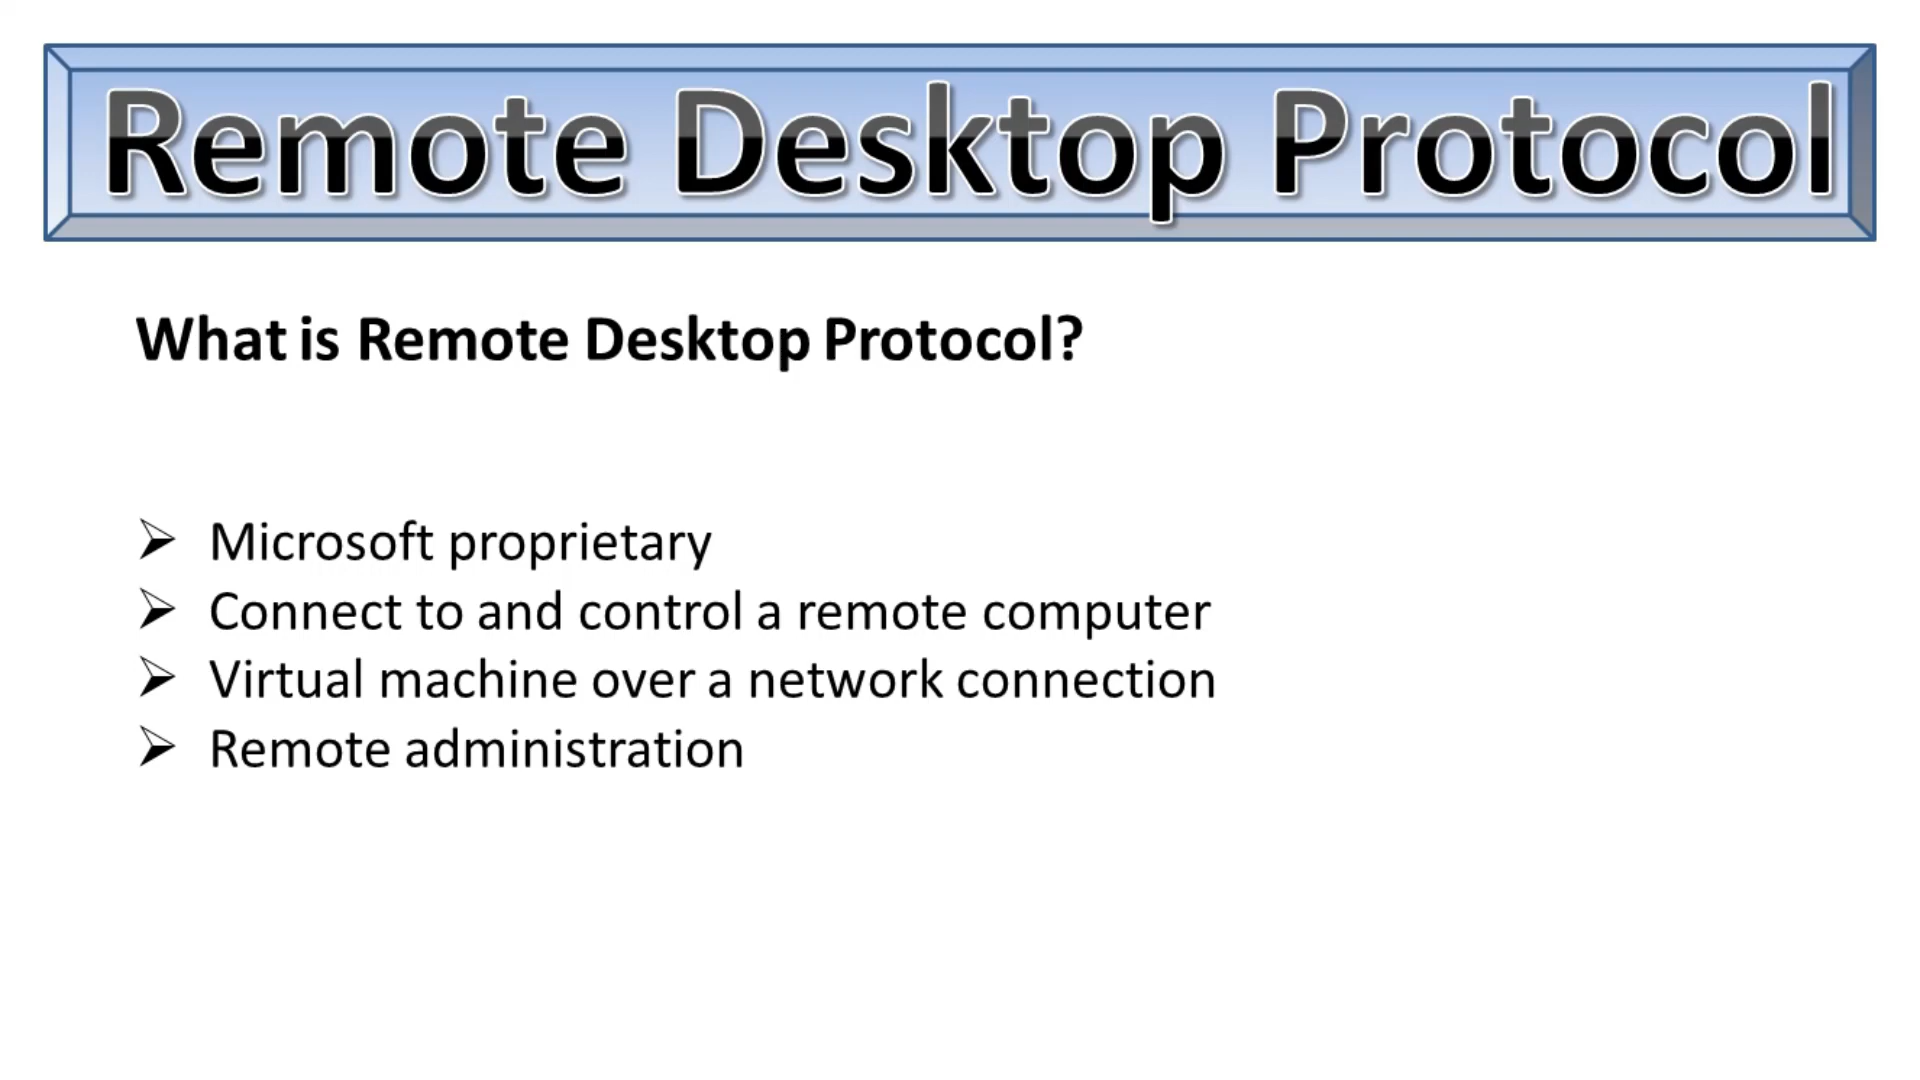 Remote Desktop Protocol
What is Remote Desktop Protocol?
Microsoft proprietary
Connect to and control a remote computer
Virtual machine over a network connection
Remote administration